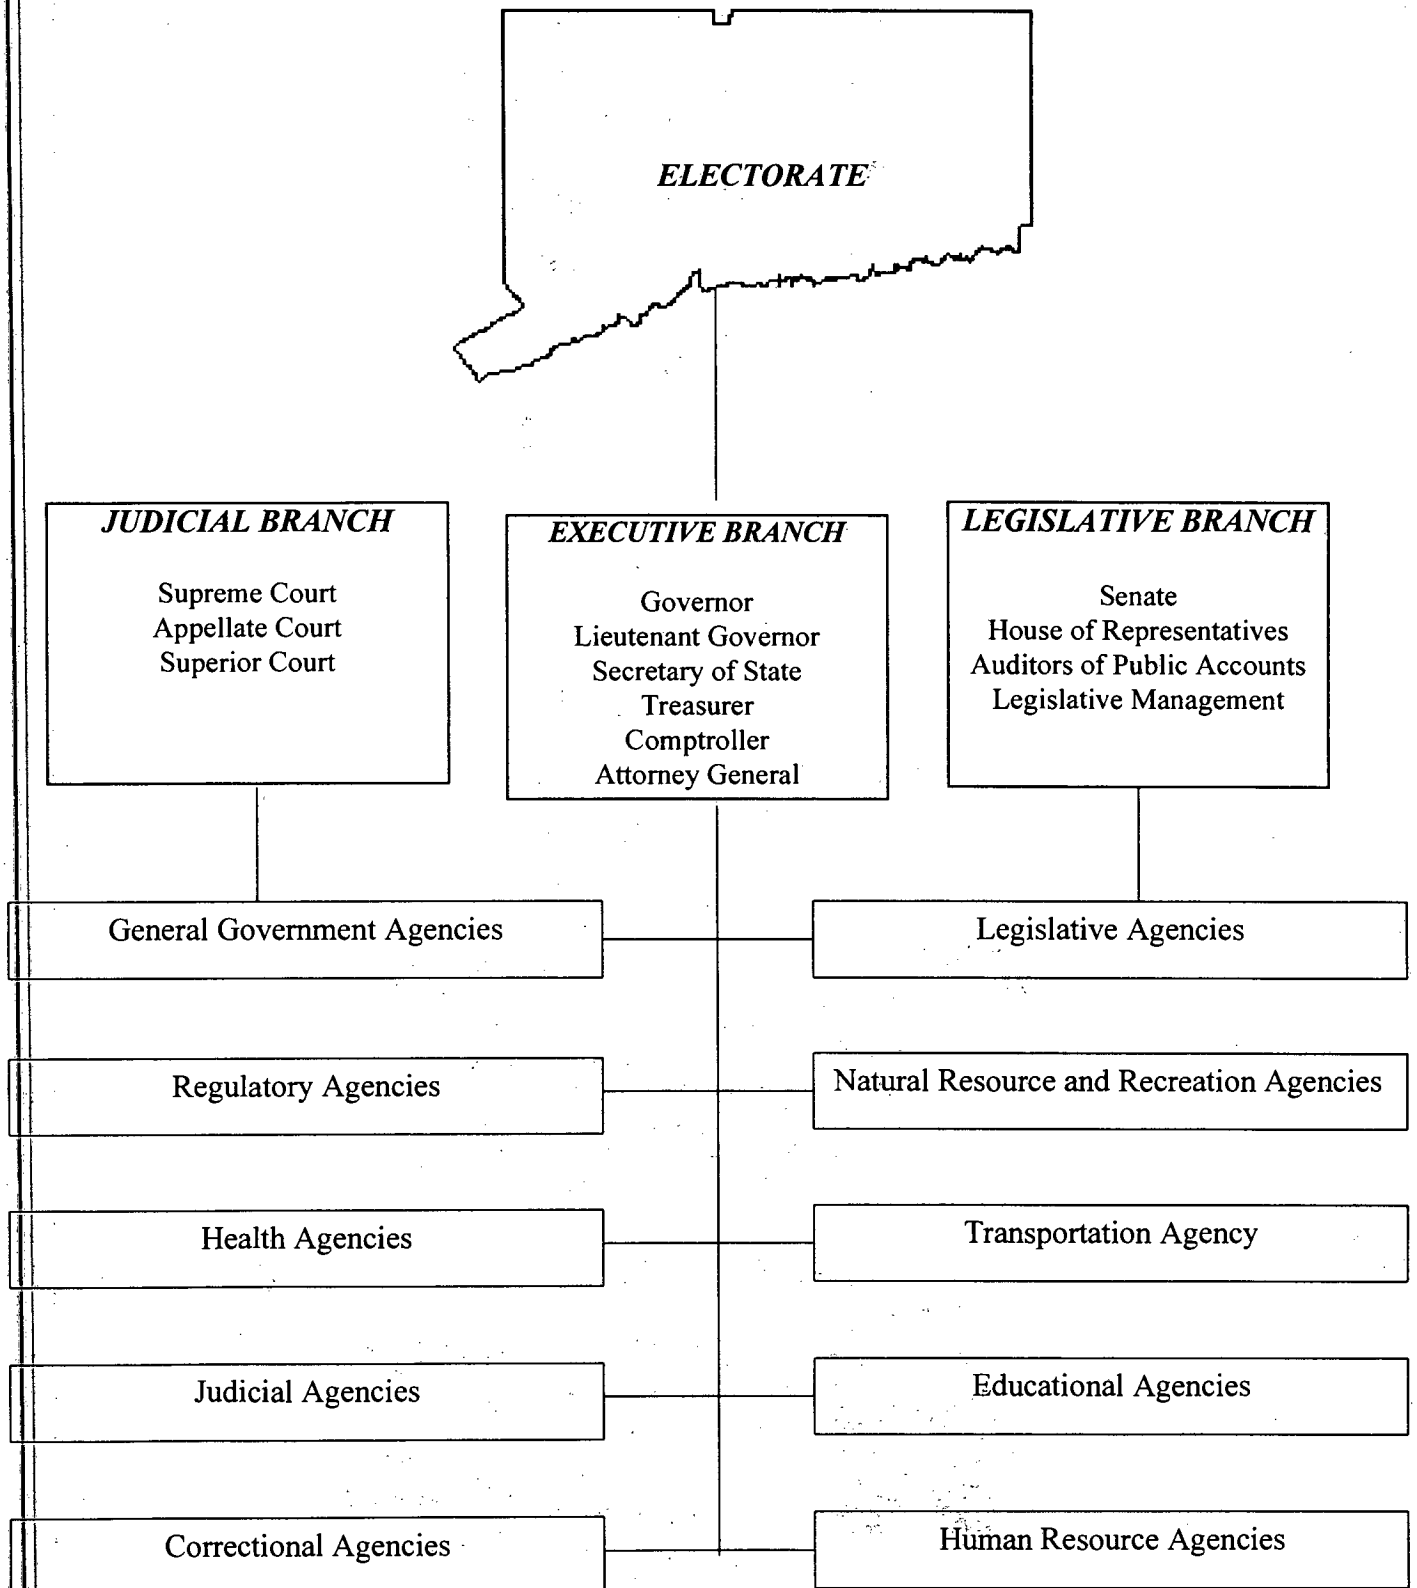 ELECTORATE
JUDICIAL BRANCH
Supreme Court
Appellate Court
Superior Court
EXECUTIVE BRANCH
Governor
Lieutenant Governor
Secretary of State
Treasurer
Comptroller
Attorney General
LEGISLATIVE BRANCH
Senate
House of Representatives
Auditors of Public Accounts
Legislative Management
General Government Agencies
Legislative Agencies
Regulatory Agencies
Natural Resource and Recreation Agencies
Health Agencies
Transportation Agency
Judicial Agencies
Educational Agencies
Correctional Agencies
Human Resource Agencies